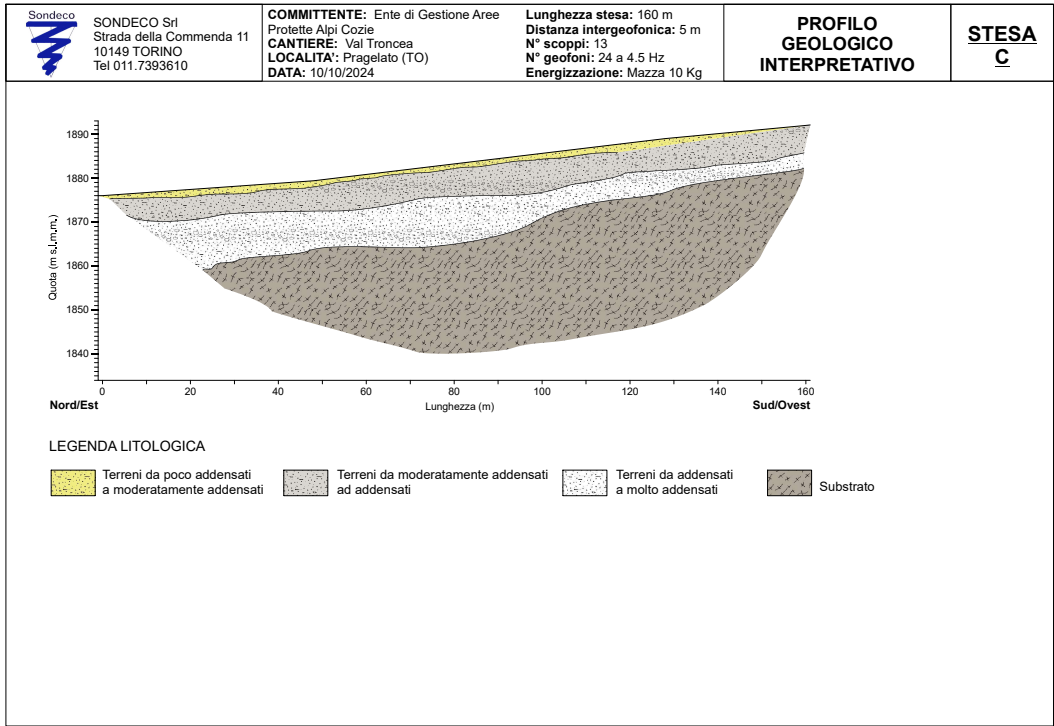 Sondeco
SONDECO Srl
Strada della Commenda 11
10149 TORINO
Tel 011.7393610
COMMITTENTE: Ente di Gestione Aree
Protette Alpi Cozie
CANTIERE: Val Troncea
LOCALITA': Pragelato (TO)
DATA: 10/10/2024
Lunghezza stesa: 160 m
Distanza intergeofonica: 5 m
N° scoppi: 13
N° geofoni: 24 a 4.5 Hz
Energizzazione: Mazza 10 Kg
PROFILO
GEOLOGICO
INTERPRETATIVO
STESA
C
Quota (m s.l.m.m.)
1890
1880
1870
1860
1850
1840
0 20 40 60 80 100 120 140 160
Nord/Est
Lunghezza (m)
Sud/Ovest
LEGENDA LITOLOGICA
Terreni da poco addensati
a moderatamente addensati
Terreni da moderatamente addensati
ad addensati
Terreni da addensati
a molto addensati
Substrato